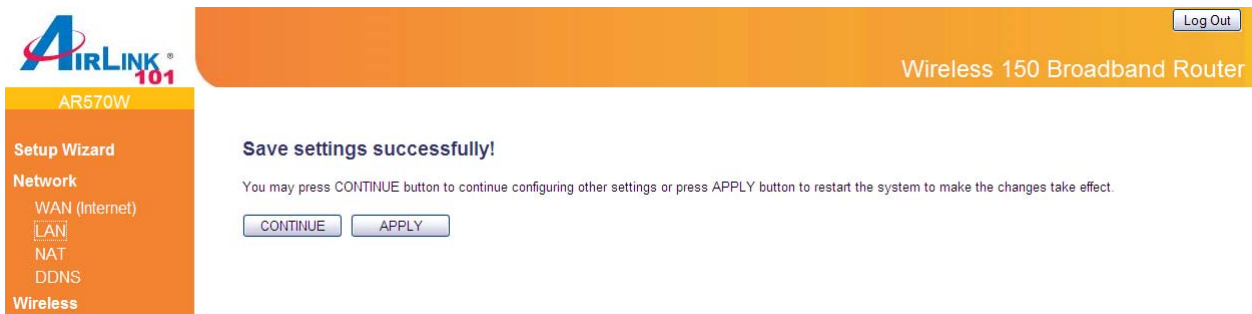 Log Out
AIRLINK ®
101
Wireless 150 Broadband Router
AR570W
Setup Wizard
Network
WAN (Internet)
LAN
NAT
DDNS
Wireless
Save settings successfully!
You may press CONTINUE button to continue configuring other settings or press APPLY button to restart the system to make the changes take effect.
CONTINUE APPLY